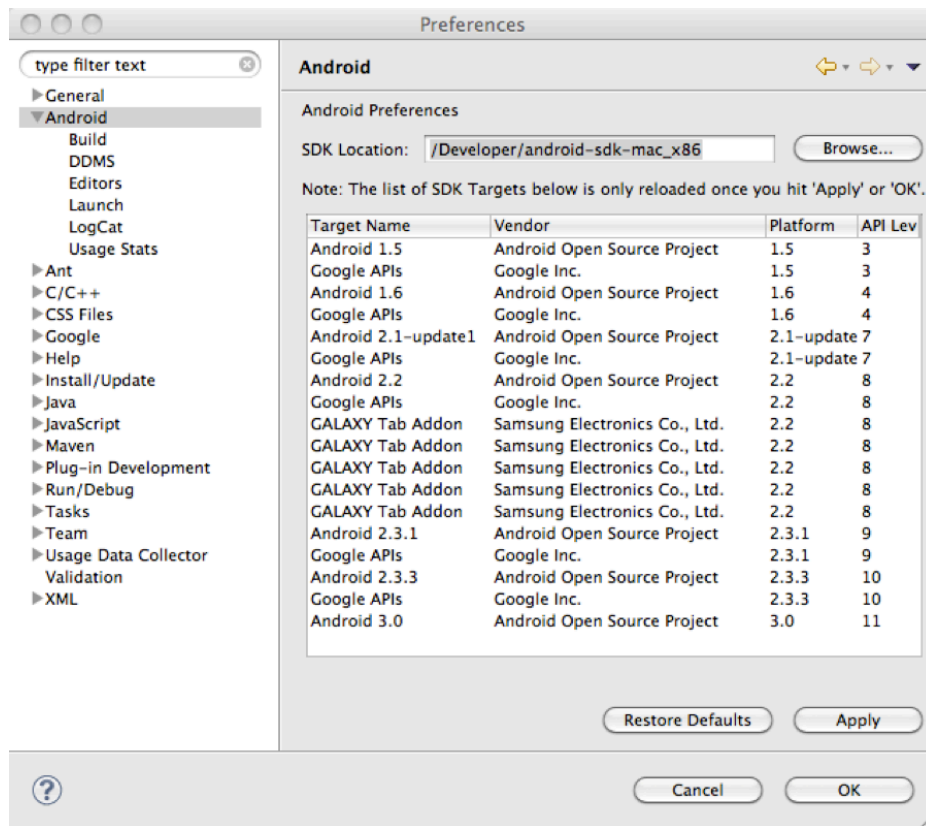 Preferences
type filter text
General
Android
Build
DDMS
Editors
Launch
LogCat
Usage Stats
Ant
C/C++
CSS Files
Google
Help
Install/Update
Java
JavaScript
Maven
Plug-in Development
Run/Debug
Tasks
Team
Usage Data Collector
Validation
XML
Android
Android Preferences
SDK Location: /Developer/android-sdk-mac_x86 Browse...
Note: The list of SDK Targets below is only reloaded once you hit 'Apply' or 'OK'.
Target Name Vendor Platform API Lev
Android 1.5 Android Open Source Project 1.5 3
Google APIs Google Inc. 1.5 3
Android 1.6 Android Open Source Project 1.6 4
Google APIs Google Inc. 1.6 4
Android 2.1-update1 Android Open Source Project 2.1-update 7
Google APIs Google Inc. 2.1-update 7
Android 2.2 Android Open Source Project 2.2 8
Google APIs Google Inc. 2.2 8
GALAXY Tab Addon Samsung Electronics Co., Ltd. 2.2 8
GALAXY Tab Addon Samsung Electronics Co., Ltd. 2.2 8
GALAXY Tab Addon Samsung Electronics Co., Ltd. 2.2 8
GALAXY Tab Addon Samsung Electronics Co., Ltd. 2.2 8
GALAXY Tab Addon Samsung Electronics Co., Ltd. 2.2 8
Android 2.3.1 Android Open Source Project 2.3.1 9
Google APIs Google Inc. 2.3.1 9
Android 2.3.3 Android Open Source Project 2.3.3 10
Google APIs Google Inc. 2.3.3 10
Android 3.0 Android Open Source Project 3.0 11
Restore Defaults Apply
? Cancel OK